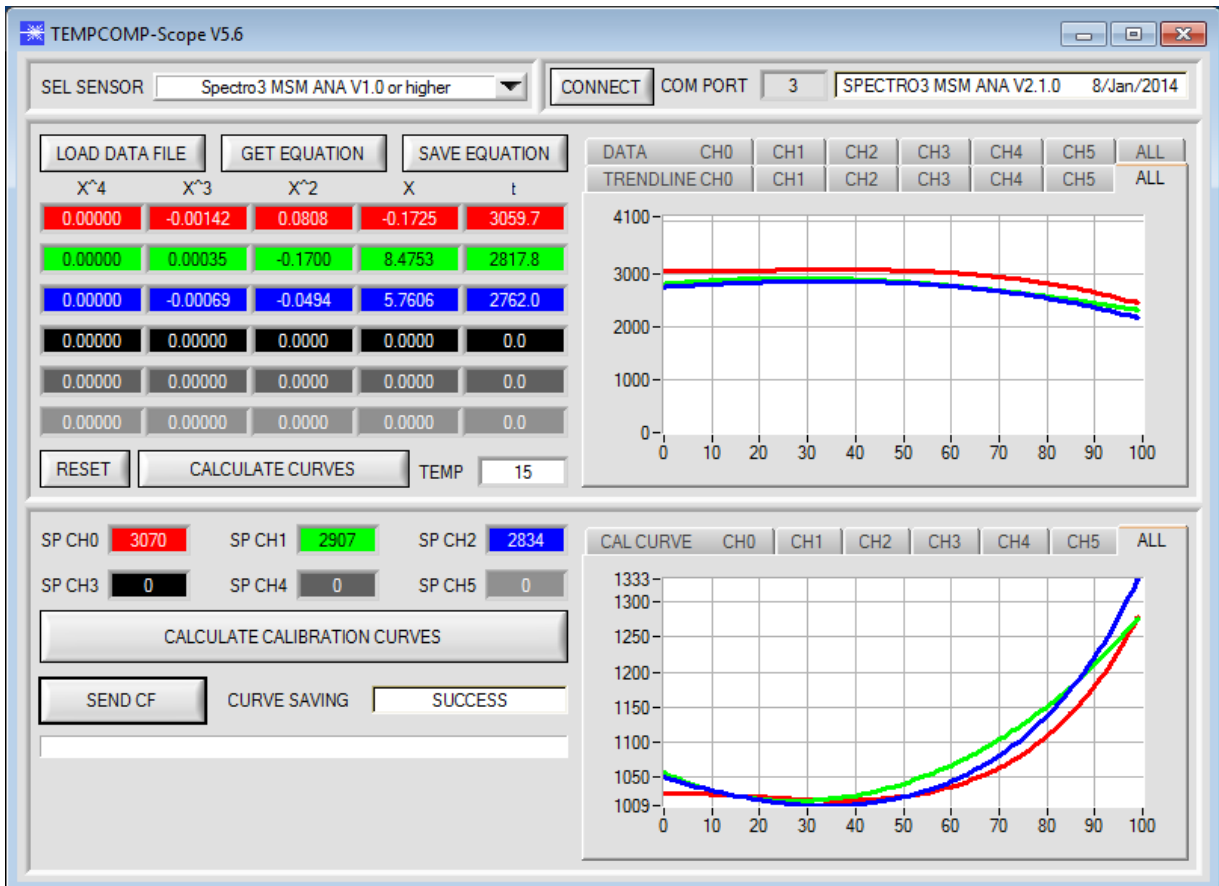 TEMPCOMP-Scope V5.6
SEL SENSOR Spectro3 MSM ANA V1.0 or higher CONNECT COM PORT 3 SPECTRO3 MSM ANA V2.1.0 8/Jan/2014
LOAD DATA FILE GET EQUATION SAVE EQUATION
X^4 X^3 X^2 X t
0.00000 -0.00142 0.0808 -0.1725 3059.7
0.00000 0.00035 -0.1700 8.4753 2817.8
0.00000 -0.00069 -0.0494 5.7606 2762.0
0.00000 0.00000 0.0000 0.0000 0.0
0.00000 0.00000 0.0000 0.0000 0.0
0.00000 0.00000 0.0000 0.0000 0.0
RESET CALCULATE CURVES TEMP 15
DATA CH0 CH1 CH2 CH3 CH4 CH5 ALL
TRENDLINE CH0 CH1 CH2 CH3 CH4 CH5 ALL
4100
3000
2000
1000
0
0 10 20 30 40 50 60 70 80 90 100
SP CH0 3070 SP CH1 2907 SP CH2 2834
SP CH3 0 SP CH4 0 SP CH5 0
CALCULATE CALIBRATION CURVES
SEND CF CURVE SAVING SUCCESS
CAL CURVE CH0 CH1 CH2 CH3 CH4 CH5 ALL
1333
1300
1250
1200
1150
1100
1050
1009
0 10 20 30 40 50 60 70 80 90 100